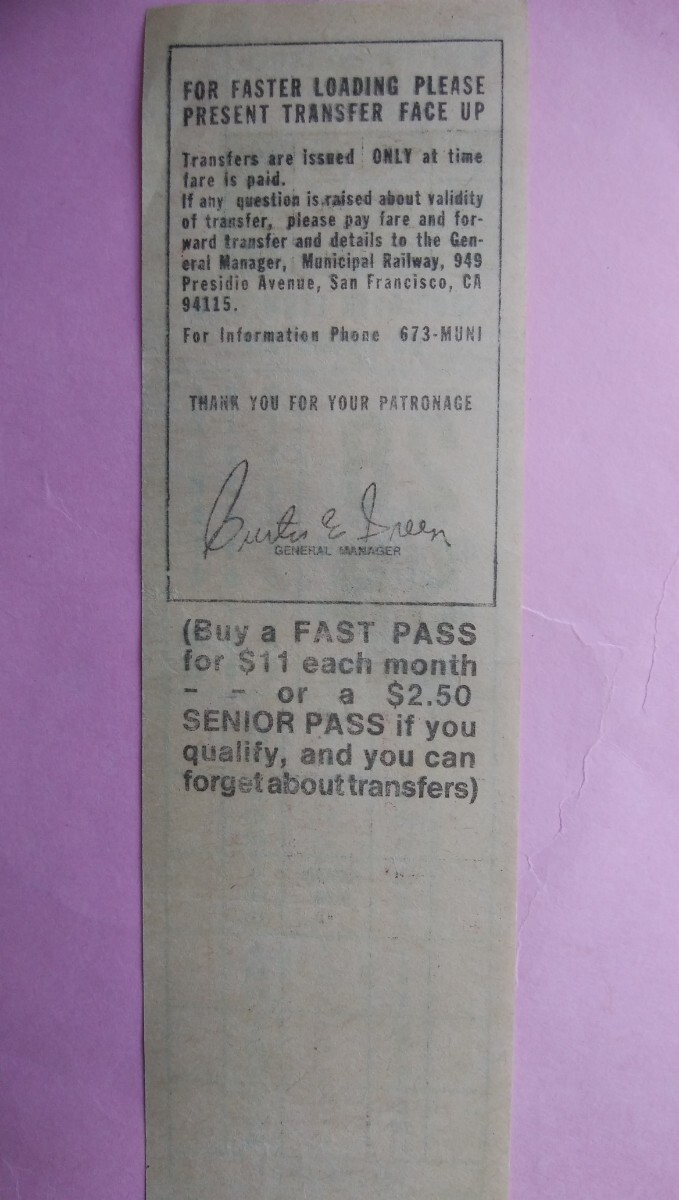 FOR FASTER LOADING PLEASE
PRESENT TRANSFER FACE UP
Transfers are issued ONLY at time
fare is paid.
If any question is raised about validity
of transfer, please pay fare and for-
ward transfer and details to the Gen-
eral Manager, Municipal Railway, 949
Presidio Avenue, San Francisco, CA
94115.
For Information Phone 673-MUNI
THANK YOU FOR YOUR PATRONAGE
Curtis E Green
GENERAL MANAGER
(Buy a FAST PASS
for $11 each month
- - or a $2.50
SENIOR PASS if you
qualify, and you can
forget about transfers)